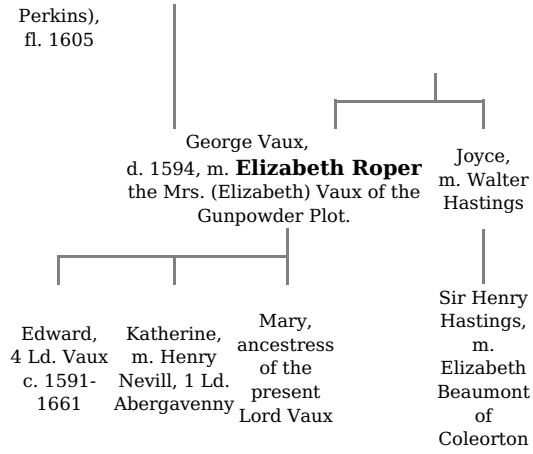 Perkins),
fl. 1605
George Vaux,
d. 1594, m. Elizabeth Roper
the Mrs. (Elizabeth) Vaux of the
Gunpowder Plot.
Joyce,
m. Walter
Hastings
Edward,
4 Ld. Vaux
c. 1591-
1661
Katherine,
m. Henry
Nevill, 1 Ld.
Abergavenny
Mary,
ancestress
of the
present
Lord Vaux
Sir Henry
Hastings,
m.
Elizabeth
Beaumont
of
Coleorton